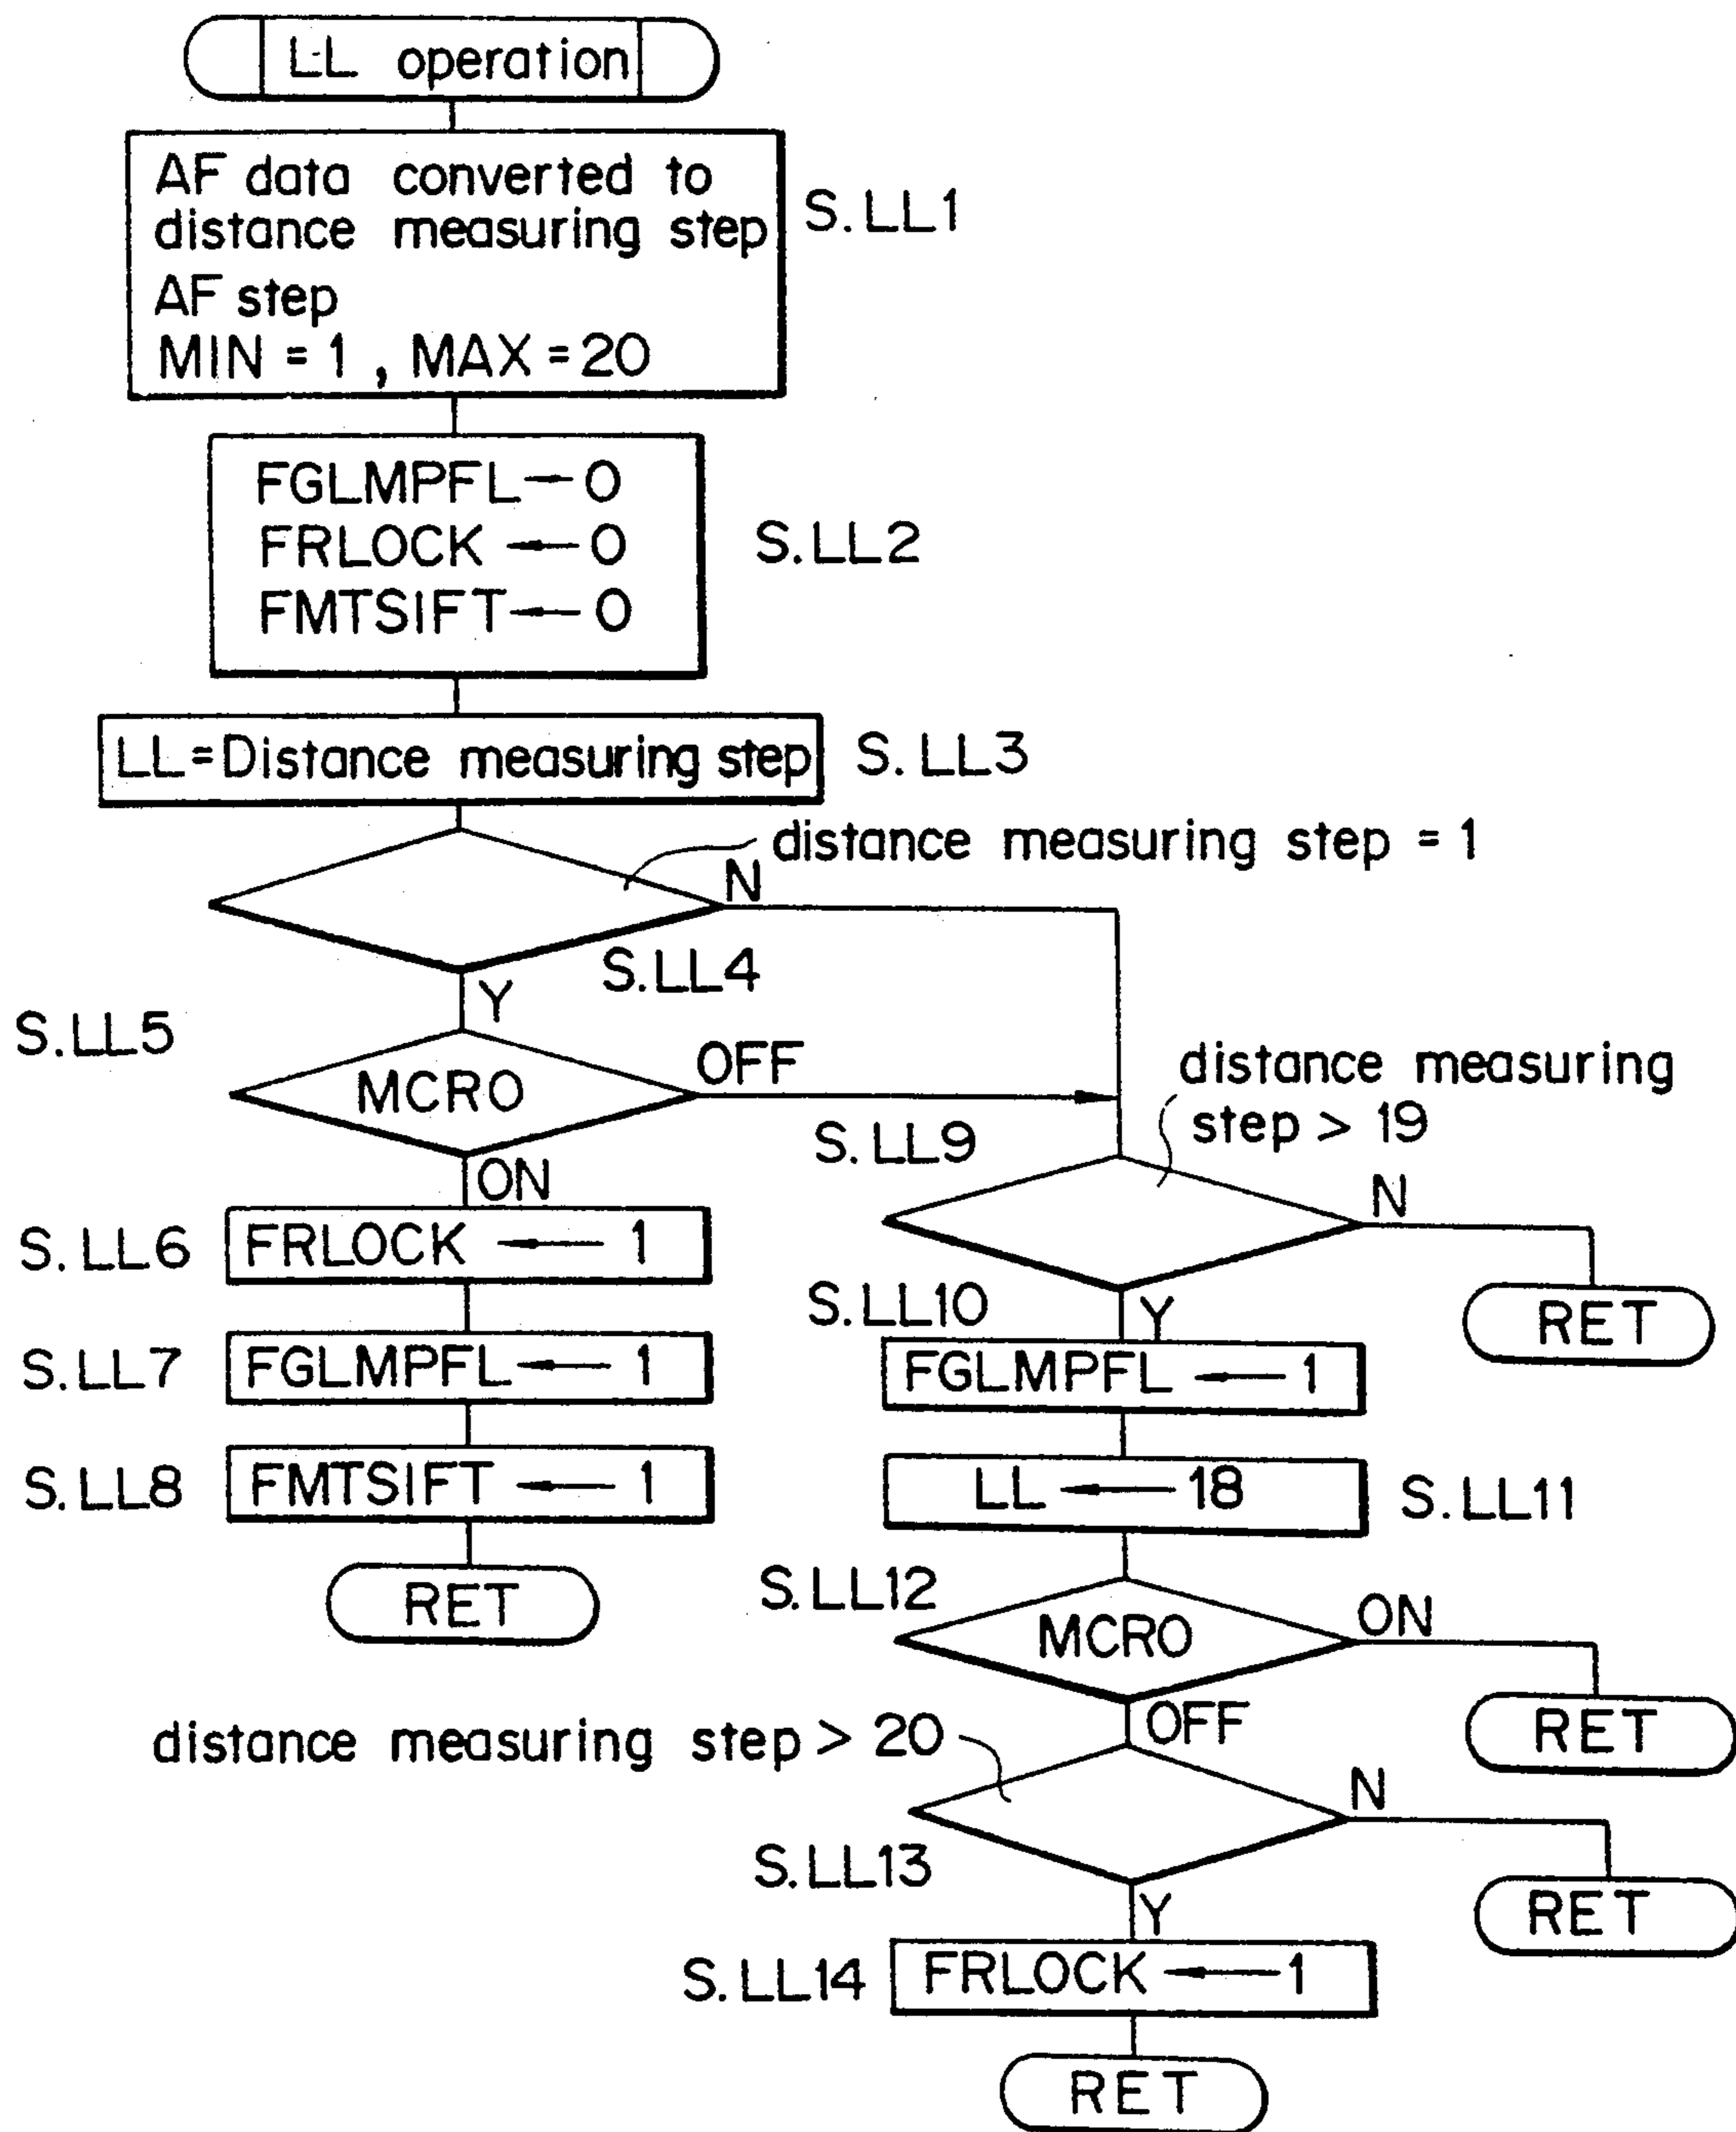 LL operation
AF data converted to
distance measuring step
AF step
MIN = 1 , MAX = 20
S.LL1
FGLMPFL ← 0
FRLOCK ← 0
FMTSIFT ← 0
S.LL2
LL = Distance measuring step
S.LL3
distance measuring step = 1
N
S.LL4
Y
S.LL5
MCRO
OFF
ON
S.LL6
FRLOCK ← 1
S.LL7
FGLMPFL ← 1
S.LL8
FMTSIFT ← 1
RET
distance measuring
step > 19
S.LL9
N
RET
Y
S.LL10
FGLMPFL ← 1
LL ← 18
S.LL11
S.LL12
MCRO
ON
RET
OFF
distance measuring step > 20
N
RET
S.LL13
Y
S.LL14
FRLOCK ← 1
RET